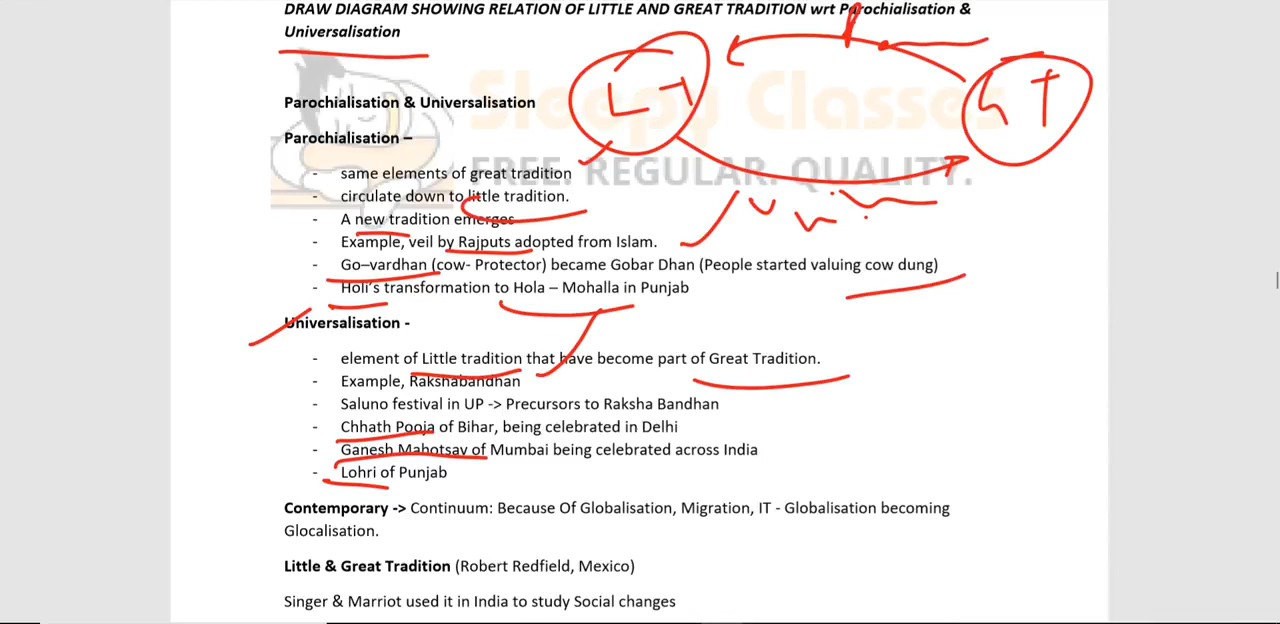 DRAW DIAGRAM SHOWING RELATION OF LITTLE AND GREAT TRADITION wrt Parochialisation &
Universalisation
P
LT
GT
Sleepy Classes
FREE. REGULAR. QUALITY.
Parochialisation & Universalisation
Parochialisation –
- same elements of great tradition
- circulate down to little tradition.
- A new tradition emerges
- Example, veil by Rajputs adopted from Islam.
- Go–vardhan (cow- Protector) became Gobar Dhan (People started valuing cow dung)
- Holi's transformation to Hola – Mohalla in Punjab
Universalisation -
- element of Little tradition that have become part of Great Tradition.
- Example, Rakshabandhan
- Saluno festival in UP -> Precursors to Raksha Bandhan
- Chhath Pooja of Bihar, being celebrated in Delhi
- Ganesh Mahotsav of Mumbai being celebrated across India
- Lohri of Punjab
Contemporary -> Continuum: Because Of Globalisation, Migration, IT - Globalisation becoming
Glocalisation.
Little & Great Tradition (Robert Redfield, Mexico)
Singer & Marriot used it in India to study Social changes